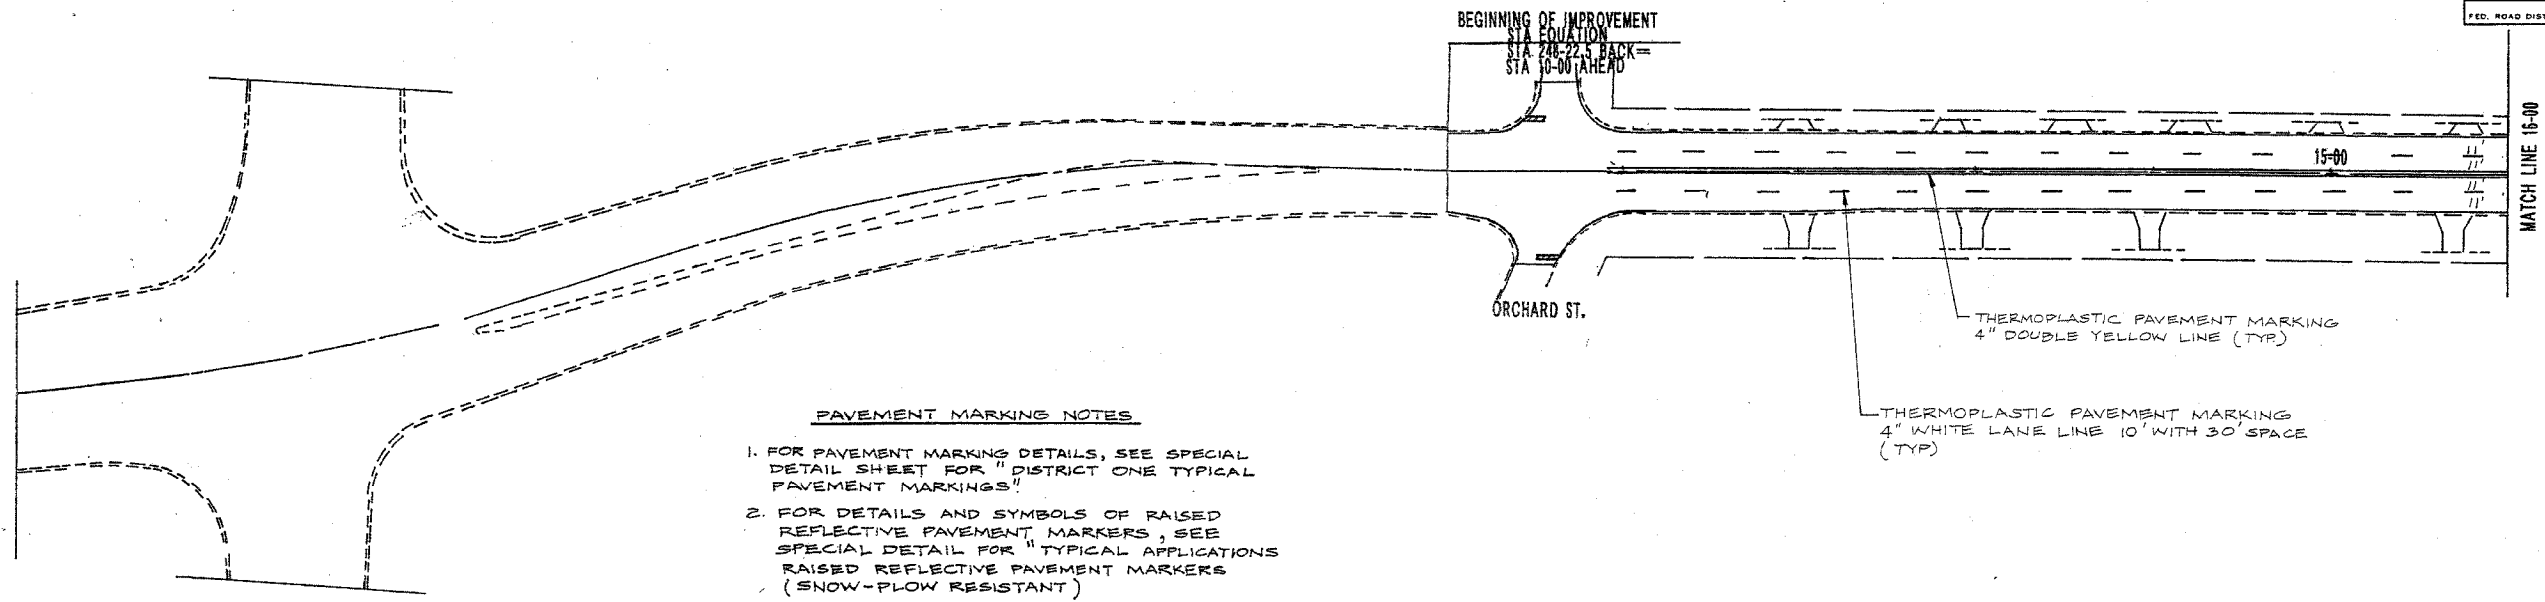 BEGINNING OF IMPROVEMENT
STA EQUATION
STA 248-22.5 BACK=
STA 10-00 AHEAD
FED. ROAD DIST
15-00
MATCH LINE 16-00
ORCHARD ST.
THERMOPLASTIC PAVEMENT MARKING
4" DOUBLE YELLOW LINE (TYP.)
THERMOPLASTIC PAVEMENT MARKING
4" WHITE LANE LINE 10' WITH 30' SPACE
(TYP)
PAVEMENT MARKING NOTES
1. FOR PAVEMENT MARKING DETAILS, SEE SPECIAL
DETAIL SHEET FOR "DISTRICT ONE TYPICAL
PAVEMENT MARKINGS".
2. FOR DETAILS AND SYMBOLS OF RAISED
REFLECTIVE PAVEMENT MARKERS, SEE
SPECIAL DETAIL FOR "TYPICAL APPLICATIONS
RAISED REFLECTIVE PAVEMENT MARKERS
(SNOW-PLOW RESISTANT)